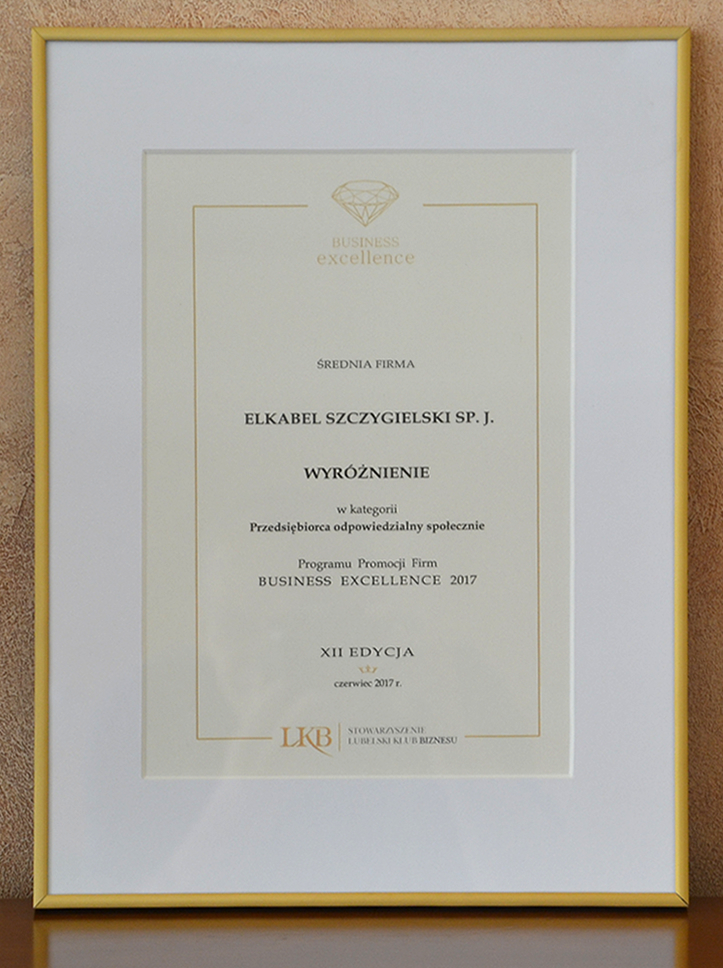 BUSINESS
excellence
ŚREDNIA FIRMA
ELKABEL SZCZYGIELSKI SP. J.
WYRÓŻNIENIE
w kategorii
Przedsiębiorca odpowiedzialny społecznie
Programu Promocji Firm
BUSINESS EXCELLENCE 2017
XII EDYCJA
czerwiec 2017 r.
LKB
STOWARZYSZENIE
LUBELSKI KLUB BIZNESU